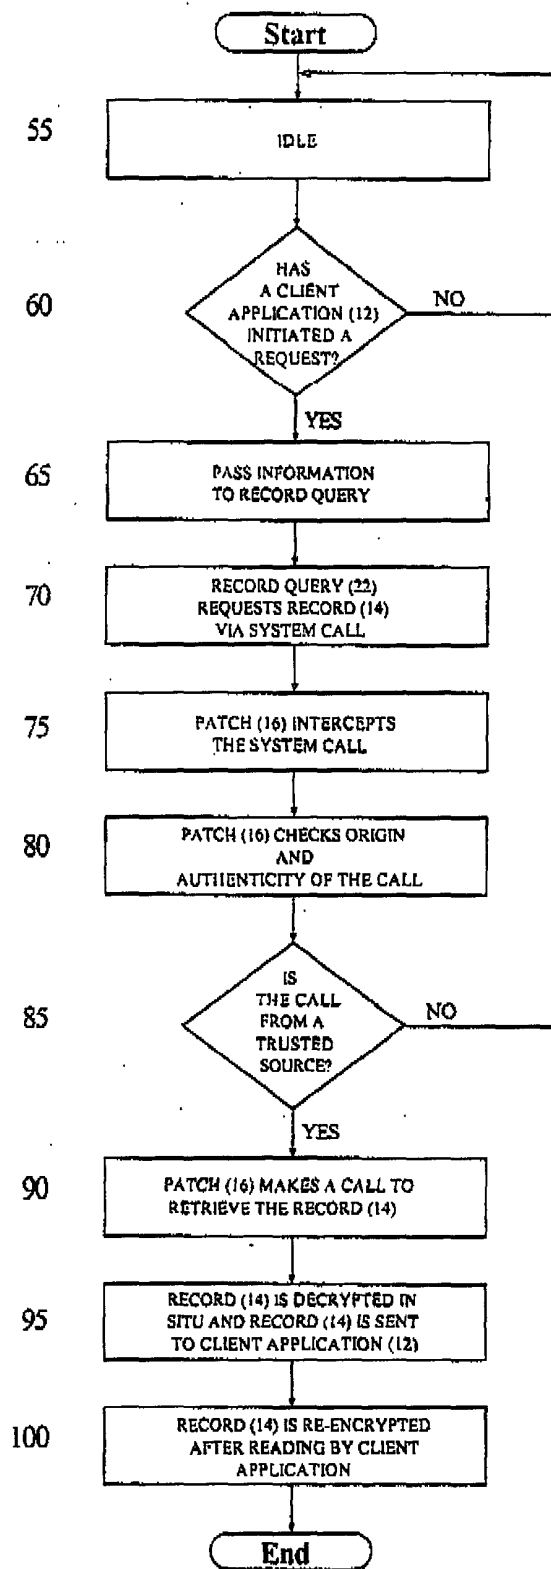 Start
55
IDLE
60
HAS
A CLIENT
APPLICATION (12)
INITIATED A
REQUEST?
NO
YES
65
PASS INFORMATION
TO RECORD QUERY
70
RECORD QUERY (22)
REQUESTS RECORD (14)
VIA SYSTEM CALL
75
PATCH (16) INTERCEPTS
THE SYSTEM CALL
80
PATCH (16) CHECKS ORIGIN
AND
AUTHENTICITY OF THE CALL
85
IS
THE CALL
FROM A
TRUSTED
SOURCE?
NO
YES
90
PATCH (16) MAKES A CALL TO
RETRIEVE THE RECORD (14)
95
RECORD (14) IS DECRYPTED IN
SITU AND RECORD (14) IS SENT
TO CLIENT APPLICATION (12)
100
RECORD (14) IS RE-ENCRYPTED
AFTER READING BY CLIENT
APPLICATION
End